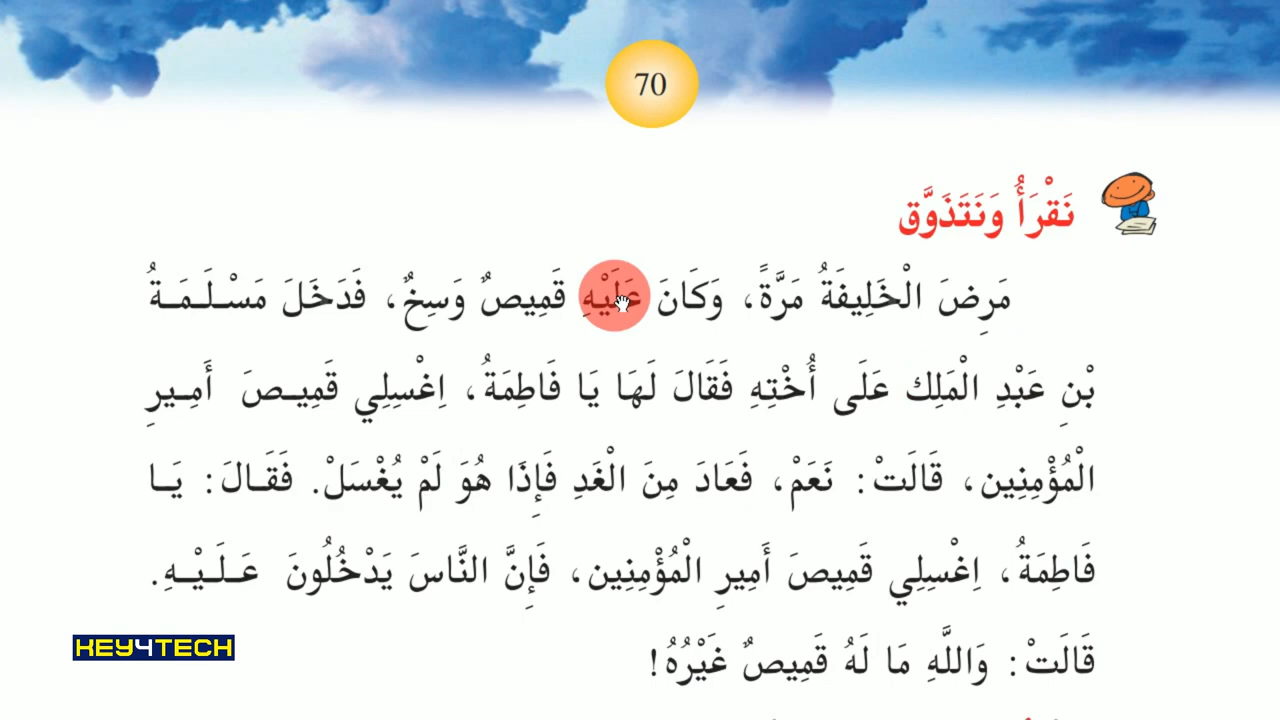 70
نَقْرَأُ وَنَتَذَوَّق
مَرِضَ الْخَلِيفَةُ مَرَّةً، وَكَانَ عَلَيْهِ قَمِيصٌ وَسِخٌ، فَدَخَلَ مَسْلَمَةُ
بْنِ عَبْدِ الْمَلِك عَلَى أُخْتِهِ فَقَالَ لَهَا يَا فَاطِمَةُ، اِغْسِلِي قَمِيصَ أَمِيرِ
الْمُؤْمِنِين، قَالَتْ: نَعَمْ، فَعَادَ مِنَ الْغَدِ فَإِذَا هُوَ لَمْ يُغْسَلْ. فَقَالَ: يَا
فَاطِمَةُ، اِغْسِلِي قَمِيصَ أَمِيرِ الْمُؤْمِنِين، فَإِنَّ النَّاسَ يَدْخُلُونَ عَلَيْهِ.
قَالَتْ: وَاللَّهِ مَا لَهُ قَمِيصٌ غَيْرُهُ!
KEY4TECH